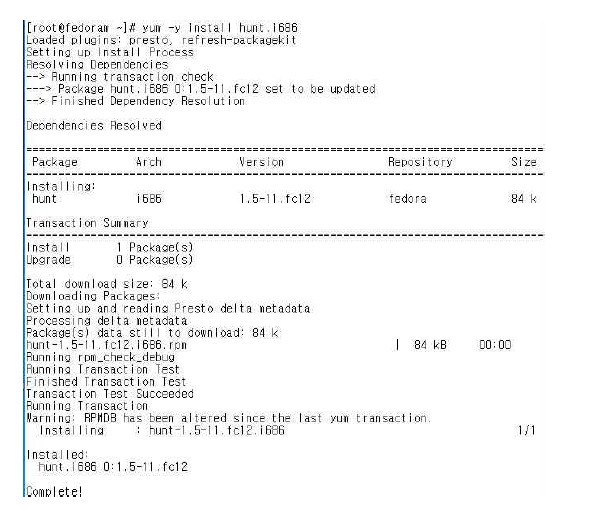 [root@fedoram ~]# yum -y install hunt.i686
Loaded plugins: presto, refresh-packagekit
Setting up Install Process
Resolving Dependencies
--> Running transaction check
---> Package hunt.i686 0:1.5-11.fc12 set to be updated
--> Finished Dependency Resolution
Dependencies Resolved
================================================================================
Package Arch Version Repository Size
================================================================================
Installing:
hunt i686 1.5-11.fc12 fedora 84 k
Transaction Summary
================================================================================
Install 1 Package(s)
Upgrade 0 Package(s)
Total download size: 84 k
Downloading Packages:
Setting up and reading Presto delta metadata
Processing delta metadata
Package(s) data still to download: 84 k
hunt-1.5-11.fc12.i686.rpm | 84 kB 00:00
Running rpm_check_debug
Running Transaction Test
Finished Transaction Test
Transaction Test Succeeded
Running Transaction
Warning: RPMDB has been altered since the last yum transaction.
Installing : hunt-1.5-11.fc12.i686 1/1
Installed:
hunt.i686 0:1.5-11.fc12
Complete!